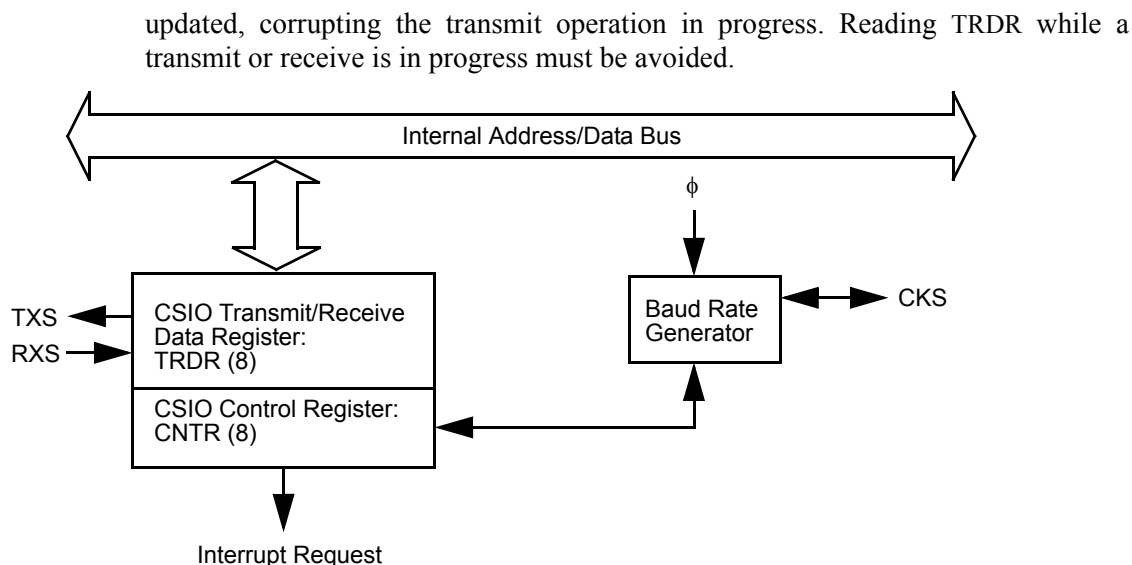 updated, corrupting the transmit operation in progress. Reading TRDR while a
transmit or receive is in progress must be avoided.
Internal Address/Data Bus
ϕ
TXS
RXS
CSIO Transmit/Receive
Data Register:
TRDR (8)
Baud Rate
Generator
CKS
CSIO Control Register:
CNTR (8)
Interrupt Request